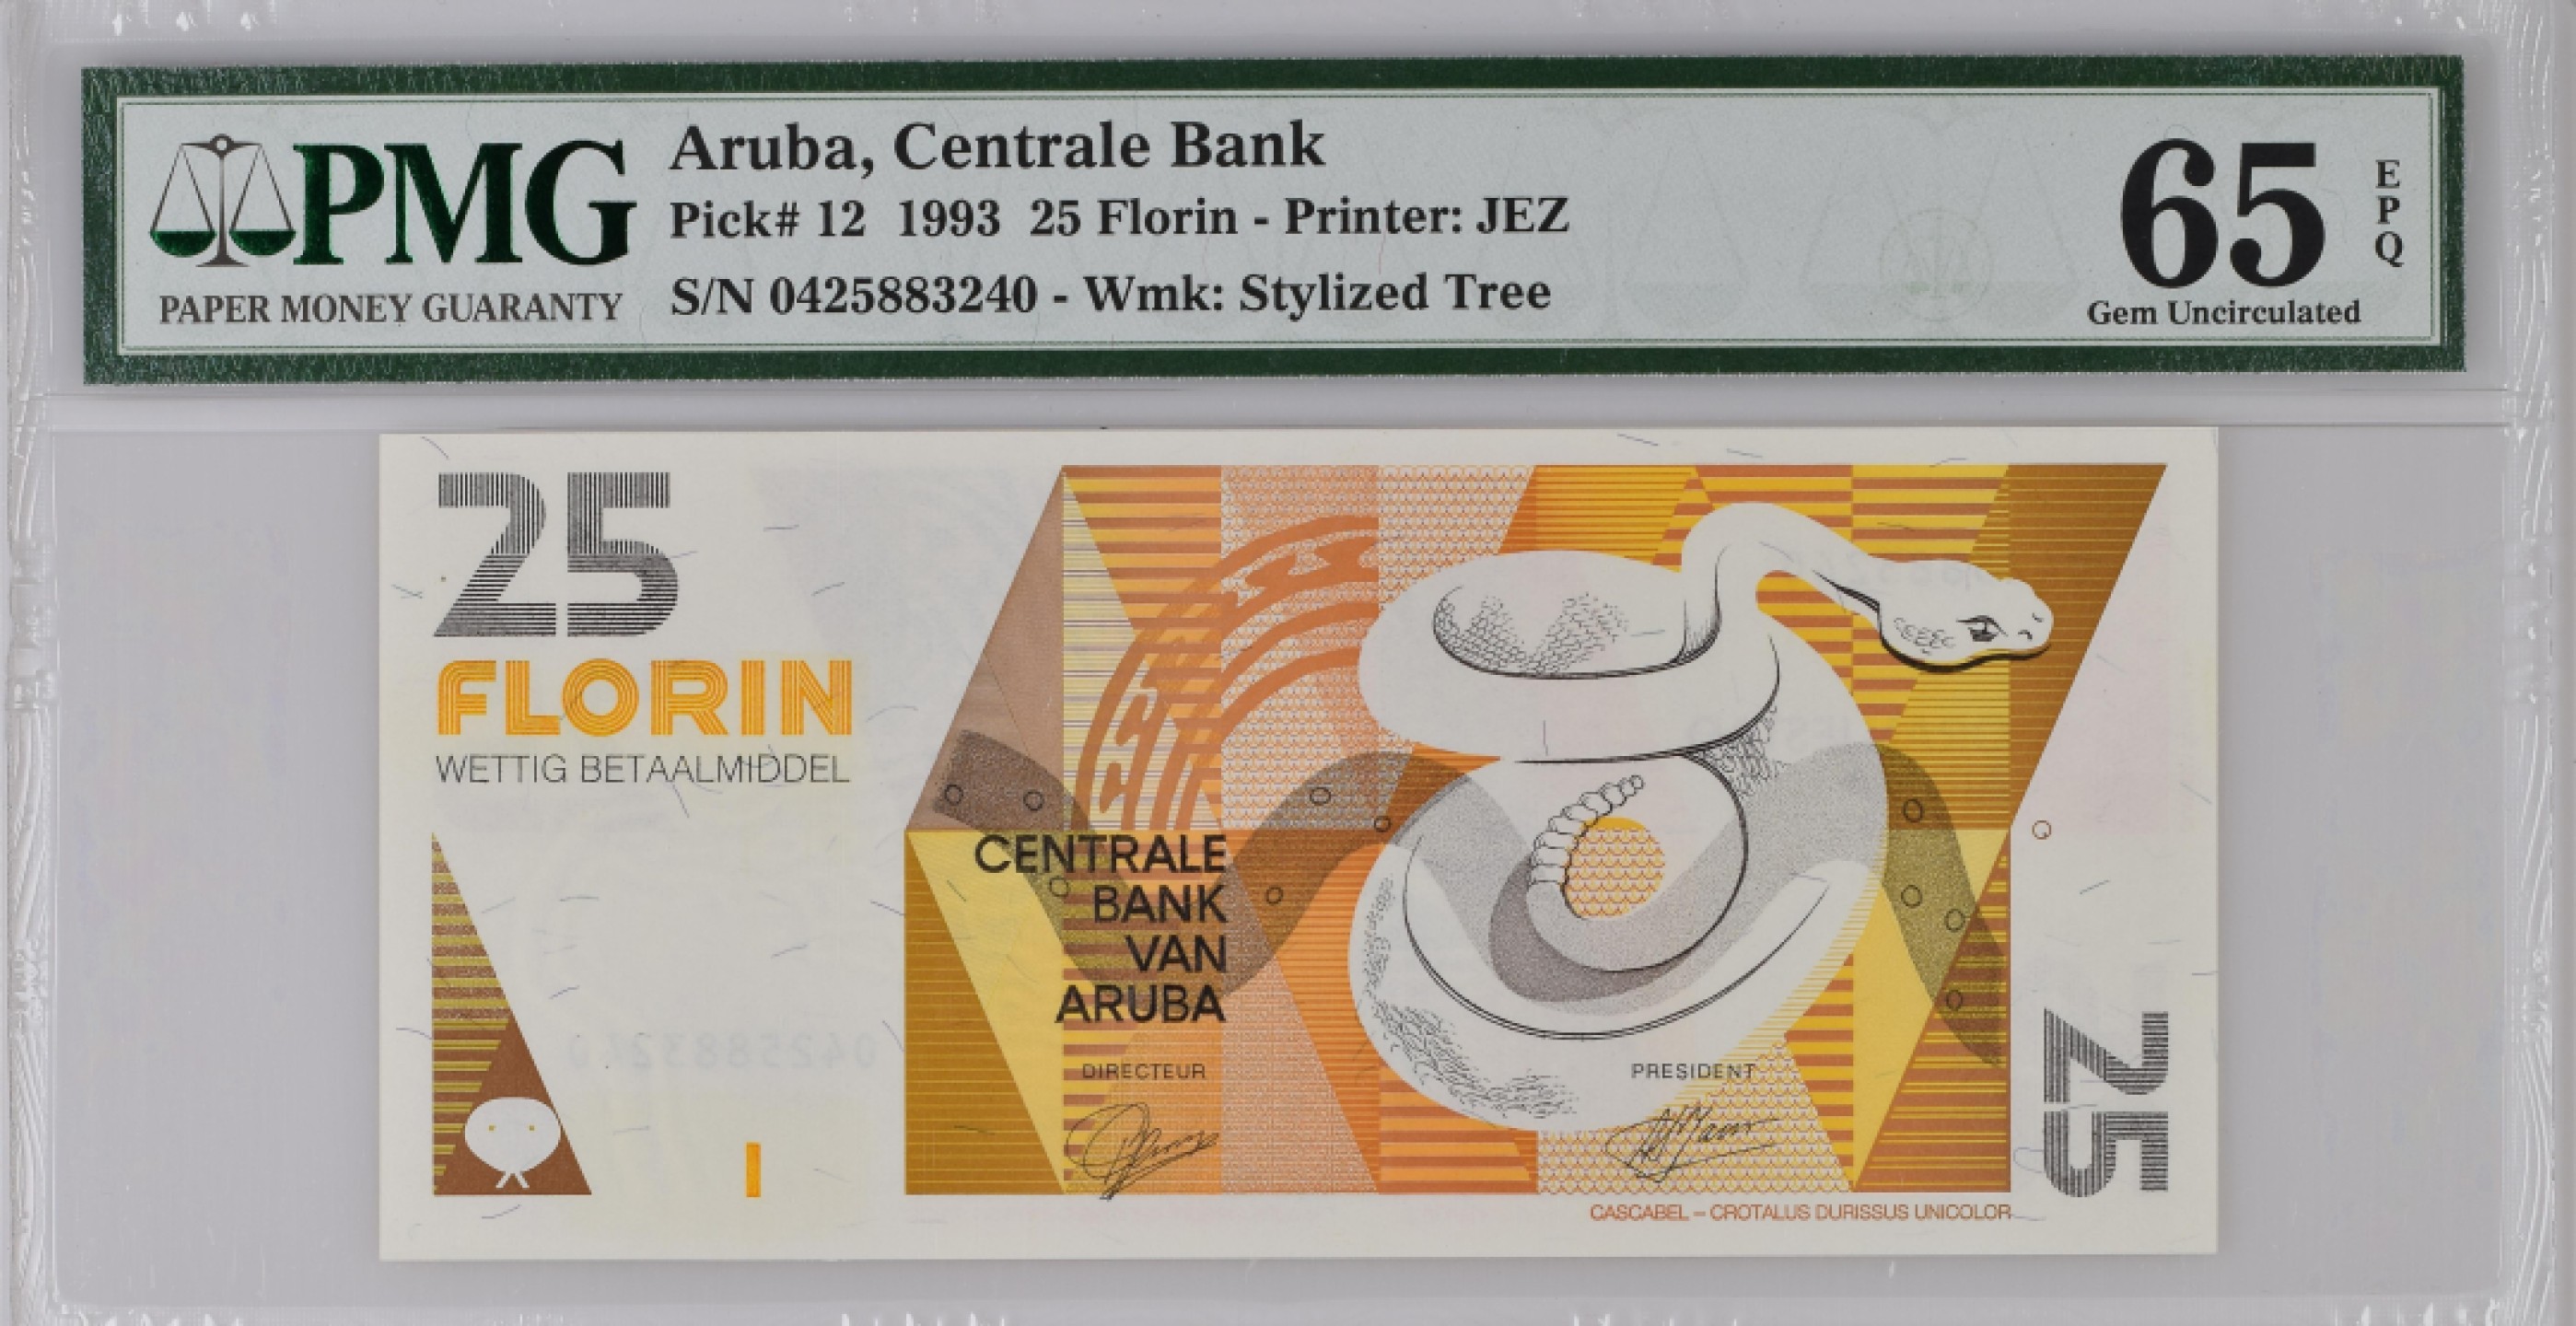 PMG
PAPER MONEY GUARANTY
Aruba, Centrale Bank
Pick# 12 1993 25 Florin - Printer: JEZ
S/N 0425883240 - Wmk: Stylized Tree
65
EPQ
Gem Uncirculated
25
FLORIN
WETTIG BETAALMIDDEL
CENTRALE
BANK
VAN
ARUBA
DIRECTEUR
PRESIDENT
CASCABEL – CROTALUS DURISSUS UNICOLOR
25